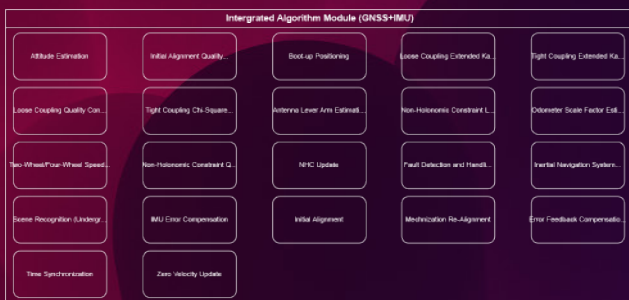 Intergrated Algorithm Module (GNSS+IMU)
Attitude Estimation
Initial Alignment Quality...
Boot-up Positioning
Loose Coupling Extended Ka...
Tight Coupling Extended Ka...
Loose Coupling Quality Con...
Tight Coupling Chi-Square...
Antenna Lever Arm Estimati...
Non-Holonomic Constraint L...
Odometer Scale Factor Esti...
Two-Wheel/Four-Wheel Speed...
Non-Holonomic Constraint Q...
NHC Update
Fault Detection and Handli...
Inertial Navigation System...
Scene Recognition (Undergr...
IMU Error Compensation
Initial Alignment
Mechnization Re-Alignment
Error Feedback Compensatio...
Time Synchronization
Zero Velocity Update